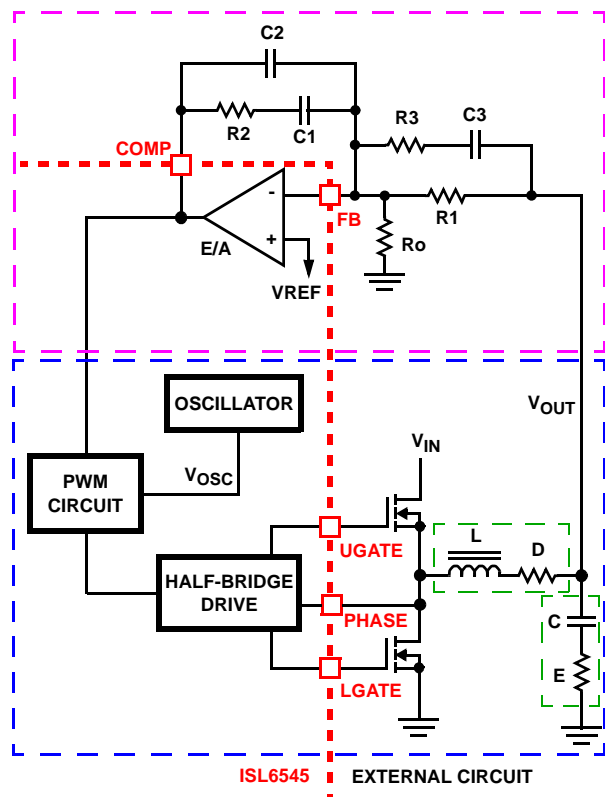 C2
R2
C1
R3
C3
COMP
-
FB
R1
E/A
+
Ro
VREF
OSCILLATOR
VOUT
VIN
PWM
CIRCUIT
VOSC
L
D
UGATE
HALF-BRIDGE
DRIVE
PHASE
C
E
LGATE
ISL6545
EXTERNAL CIRCUIT